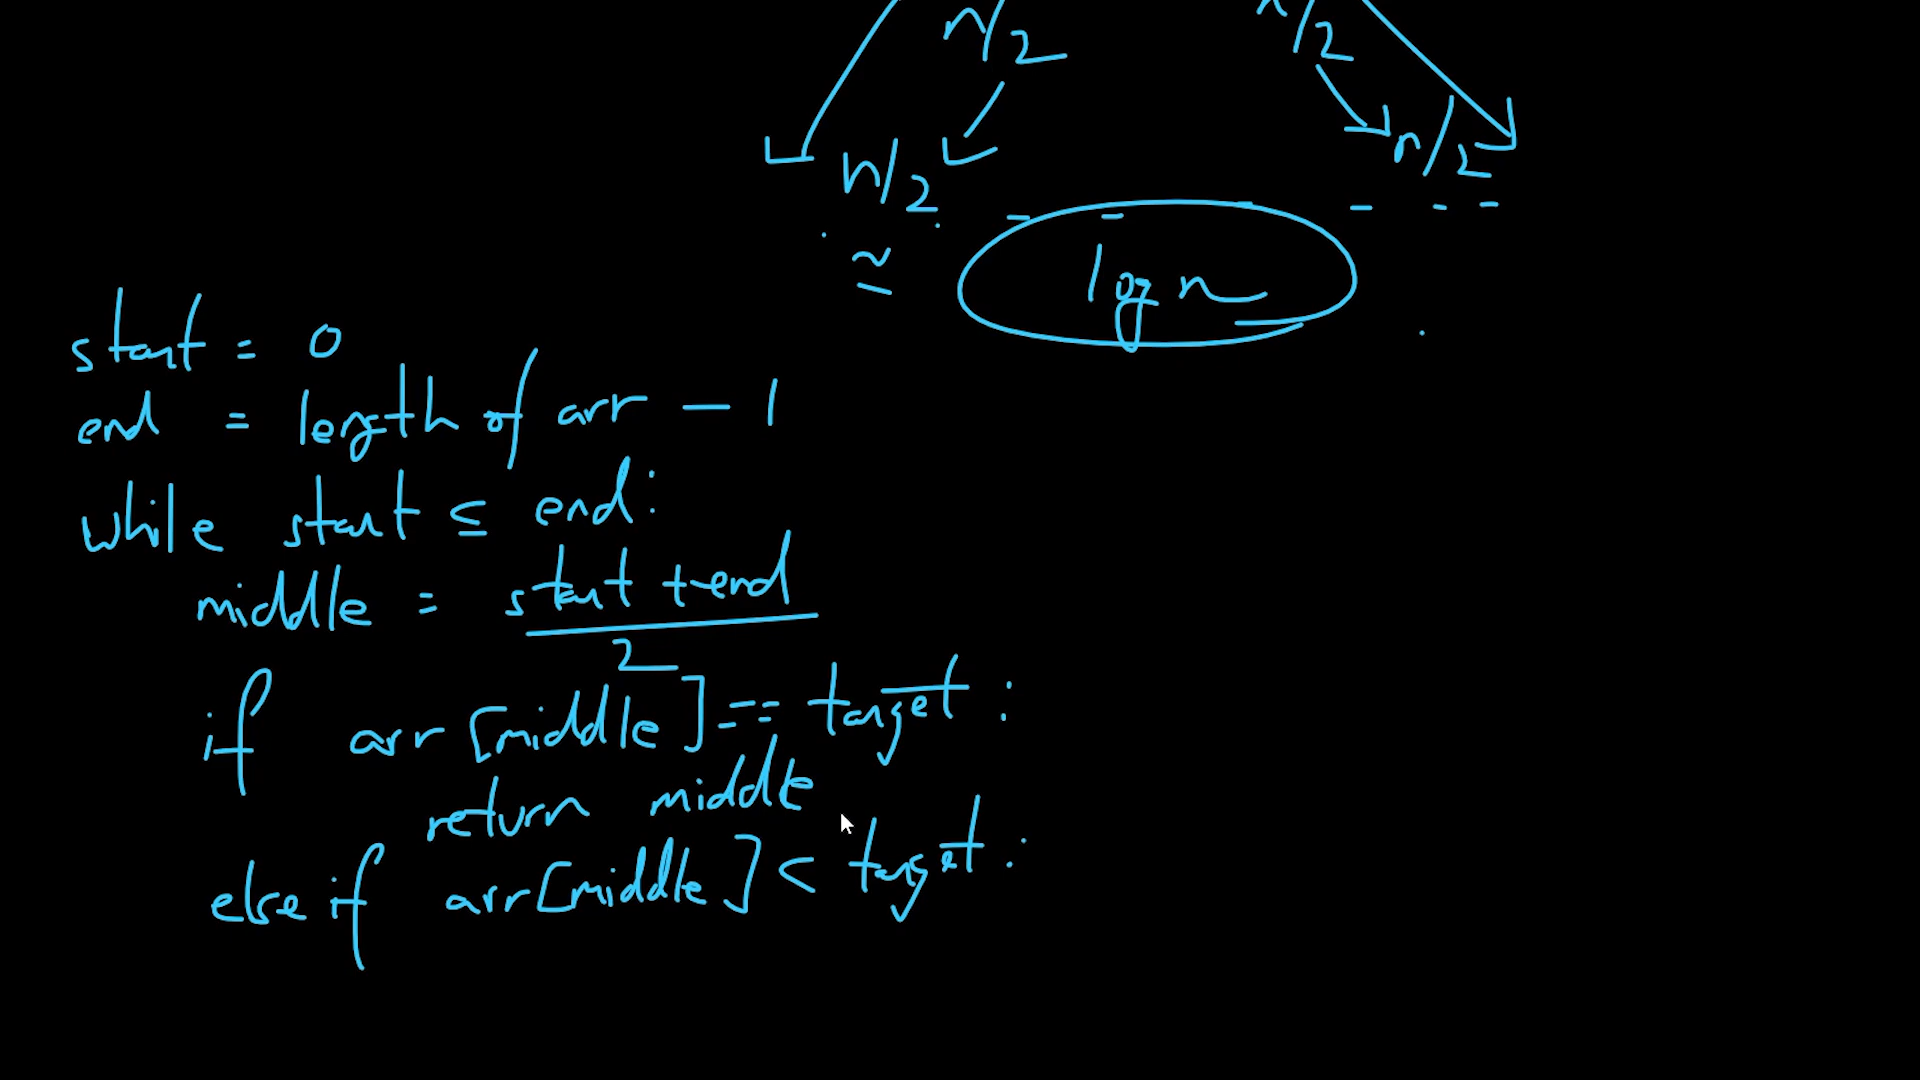 n/2 n/2
n/2 n/2
≃ log n
start = 0
end = length of arr - 1
while start ≤ end:
middle = start + end
2
if arr[middle] == target:
return middle
else if arr[middle] < target: